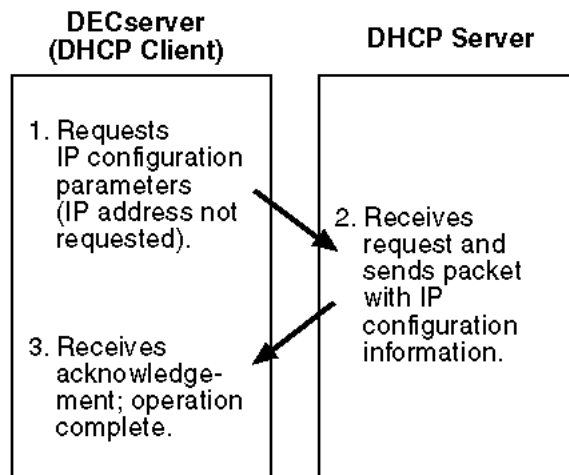 DECserver
(DHCP Client)
DHCP Server
1. Requests
IP configuration
parameters
(IP address not
requested).
2. Receives
request and
sends packet
with IP
configuration
information.
3. Receives
acknowledge-
ment; operation
complete.